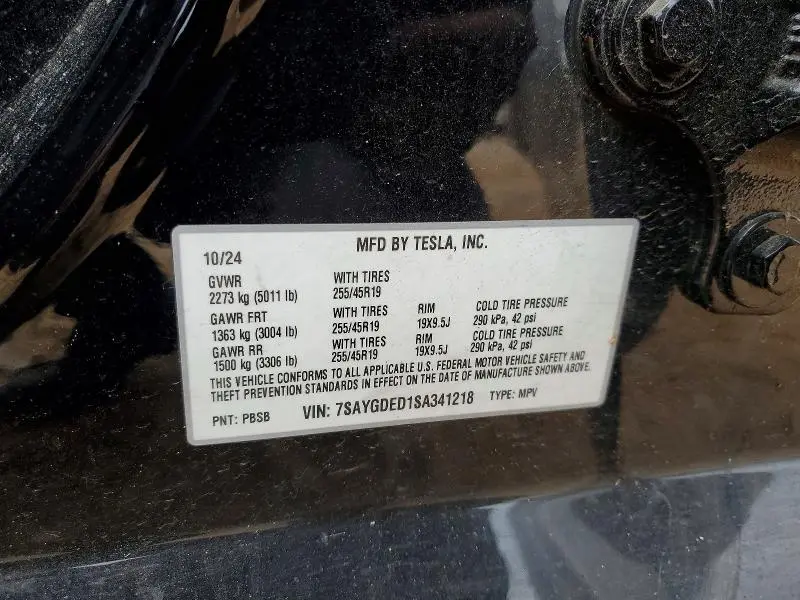 MFD BY TESLA, INC.
10/24
GVWR WITH TIRES
2273 kg (5011 lb) 255/45R19
GAWR FRT WITH TIRES RIM COLD TIRE PRESSURE
1363 kg (3004 lb) 255/45R19 19X9.5J 290 kPa, 42 psi
GAWR RR WITH TIRES RIM COLD TIRE PRESSURE
1500 kg (3306 lb) 255/45R19 19X9.5J 290 kPa, 42 psi
THIS VEHICLE CONFORMS TO ALL APPLICABLE U.S. FEDERAL MOTOR VEHICLE SAFETY AND
THEFT PREVENTION STANDARDS IN EFFECT ON THE DATE OF MANUFACTURE SHOWN ABOVE.
PNT: PBSB VIN: 7SAYGDED1SA341218 TYPE: MPV